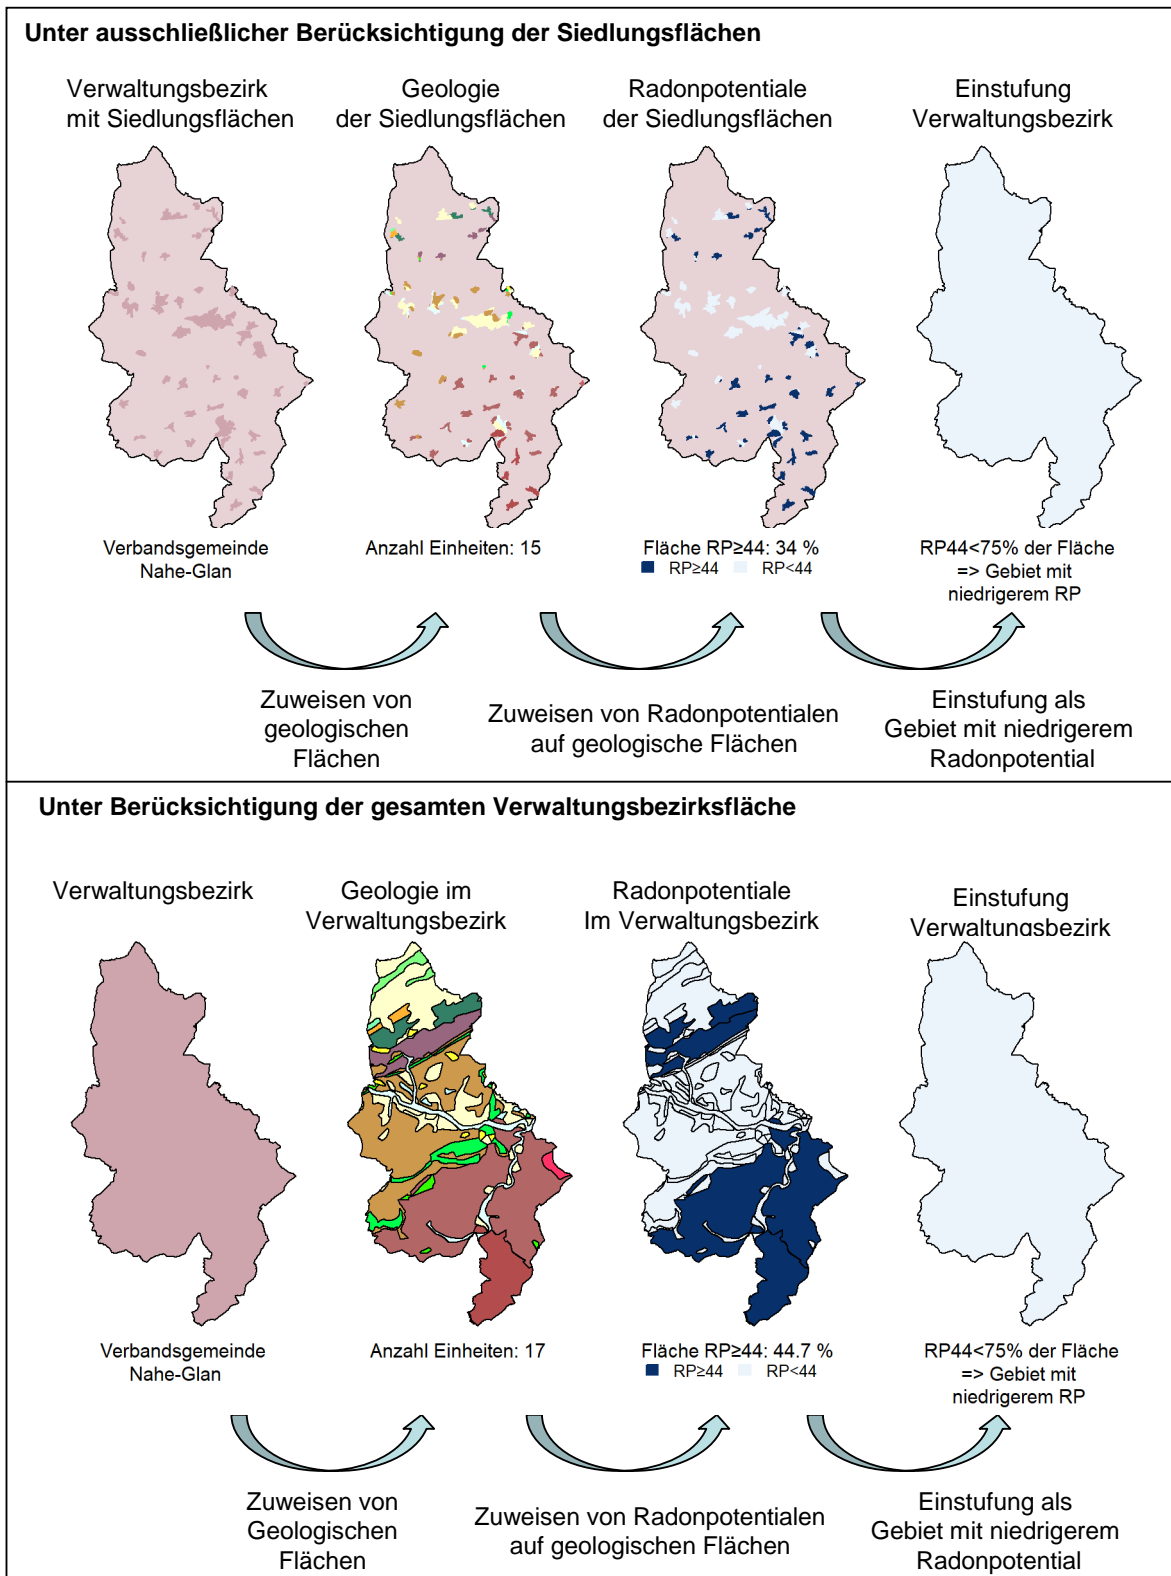 Unter ausschließlicher Berücksichtigung der Siedlungsflächen
Verwaltungsbezirk
mit Siedlungsflächen
Geologie
der Siedlungsflächen
Radonpotentiale
der Siedlungsflächen
Einstufung
Verwaltungsbezirk
Verbandsgemeinde
Nahe-Glan
Anzahl Einheiten: 15
Fläche RP≥44: 34 %
RP≥44 RP<44
RP44<75% der Fläche
=> Gebiet mit
niedrigerem RP
Zuweisen von
geologischen
Flächen
Zuweisen von Radonpotentialen
auf geologische Flächen
Einstufung als
Gebiet mit niedrigerem
Radonpotential
Unter Berücksichtigung der gesamten Verwaltungsbezirksfläche
Verwaltungsbezirk
Geologie im
Verwaltungsbezirk
Radonpotentiale
Im Verwaltungsbezirk
Einstufung
Verwaltungsbezirk
Verbandsgemeinde
Nahe-Glan
Anzahl Einheiten: 17
Fläche RP≥44: 44.7 %
RP≥44 RP<44
RP44<75% der Fläche
=> Gebiet mit
niedrigerem RP
Zuweisen von
Geologischen
Flächen
Zuweisen von Radonpotentialen
auf geologischen Flächen
Einstufung als
Gebiet mit niedrigerem
Radonpotential